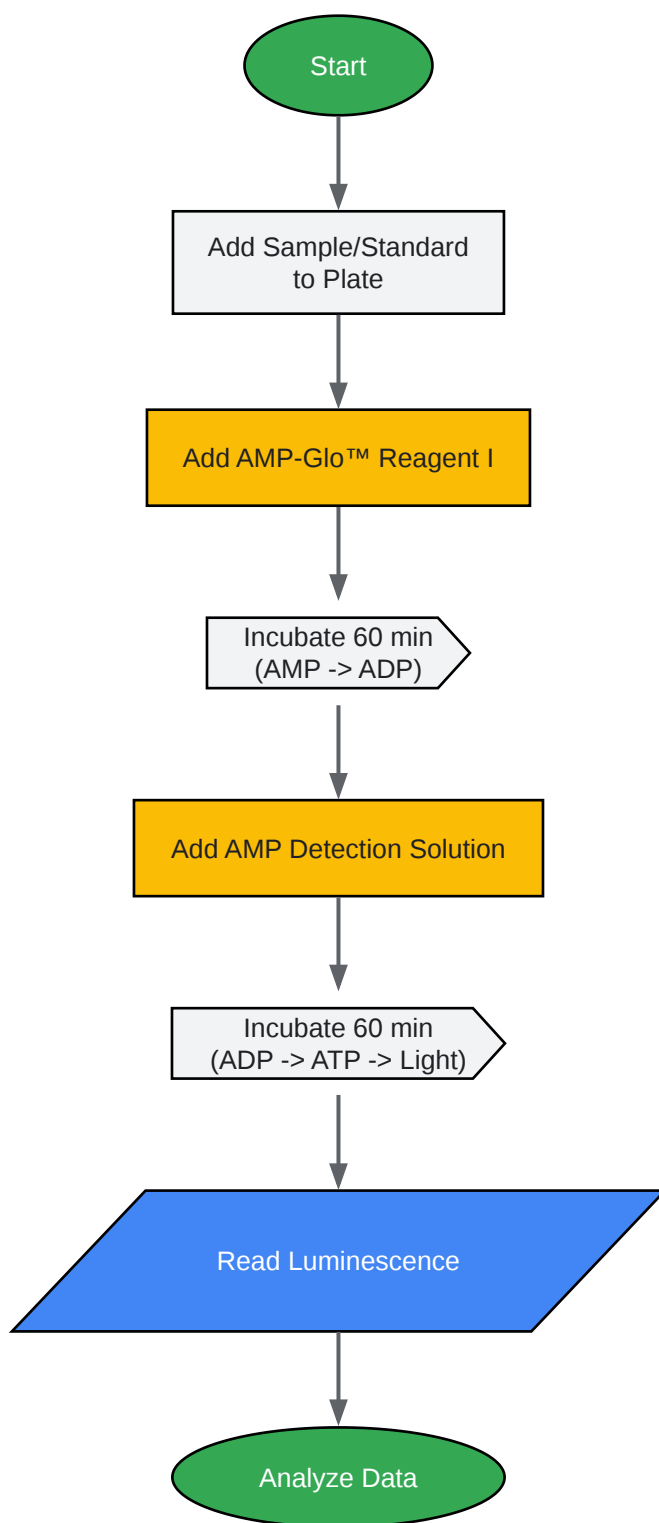 Start
Add Sample/Standard
to Plate
Add AMP-Glo™ Reagent I
Incubate 60 min
(AMP -> ADP)
Add AMP Detection Solution
Incubate 60 min
(ADP -> ATP -> Light)
Read Luminescence
Analyze Data